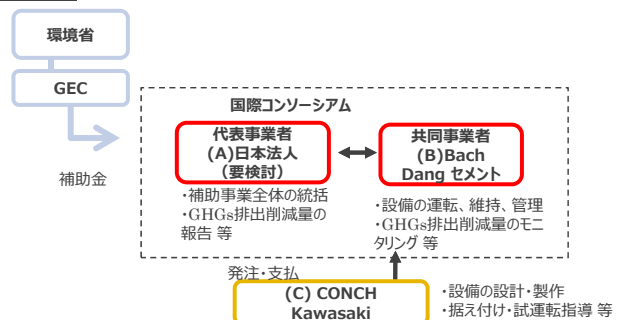 環境省
GEC
国際コンソーシアム
代表事業者
(A)日本法人
(要検討)
共同事業者
(B)Bach
Dang セメント
補助金
・補助事業全体の統括
・GHGs排出削減量の
報告 等
・設備の運転、維持、管理
・GHGs排出削減量のモニ
タリング 等
発注・支払
(C) CONCH
Kawasaki
・設備の設計・製作
・据え付け・試運転指導 等